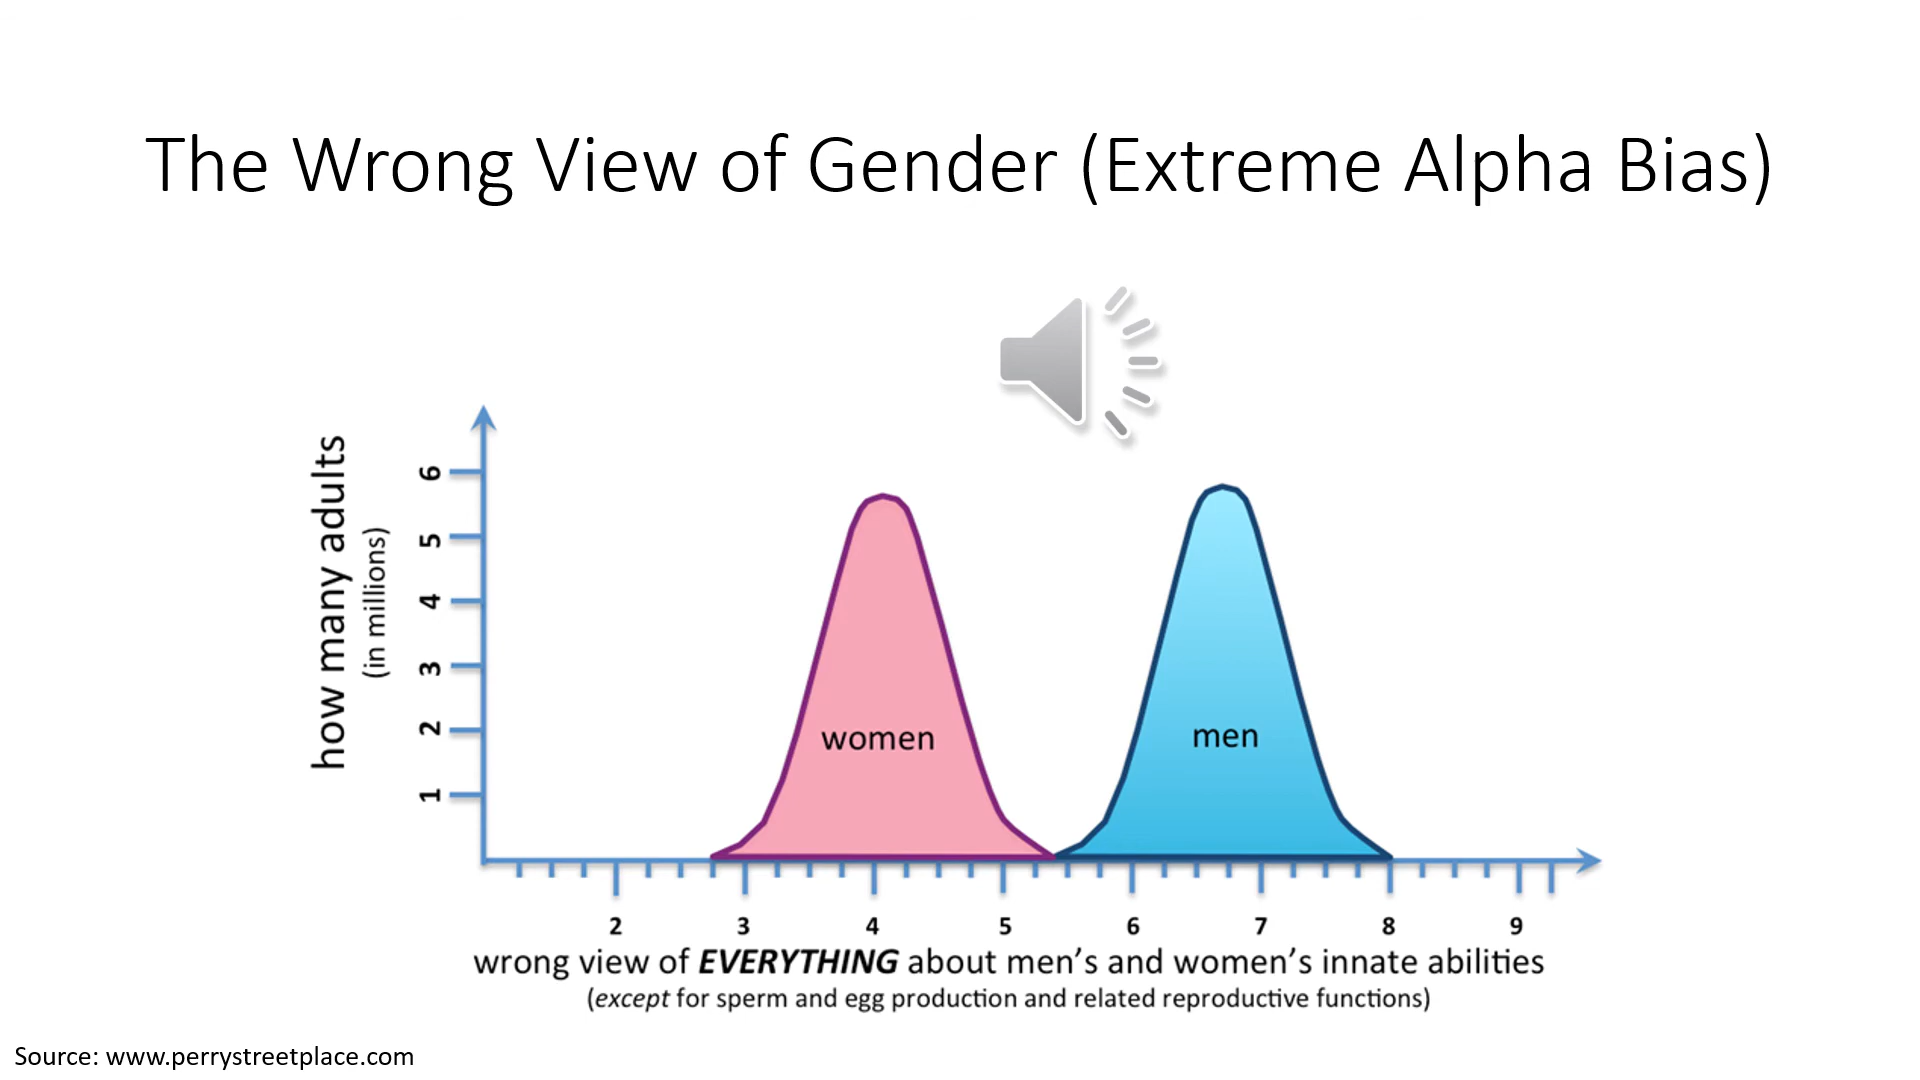 The Wrong View of Gender (Extreme Alpha Bias)
how many adults
(in millions)
6
5
4
3
2
1
women
men
2 3 4 5 6 7 8 9
wrong view of EVERYTHING about men’s and women’s innate abilities
(except for sperm and egg production and related reproductive functions)
Source: www.perrystreetplace.com